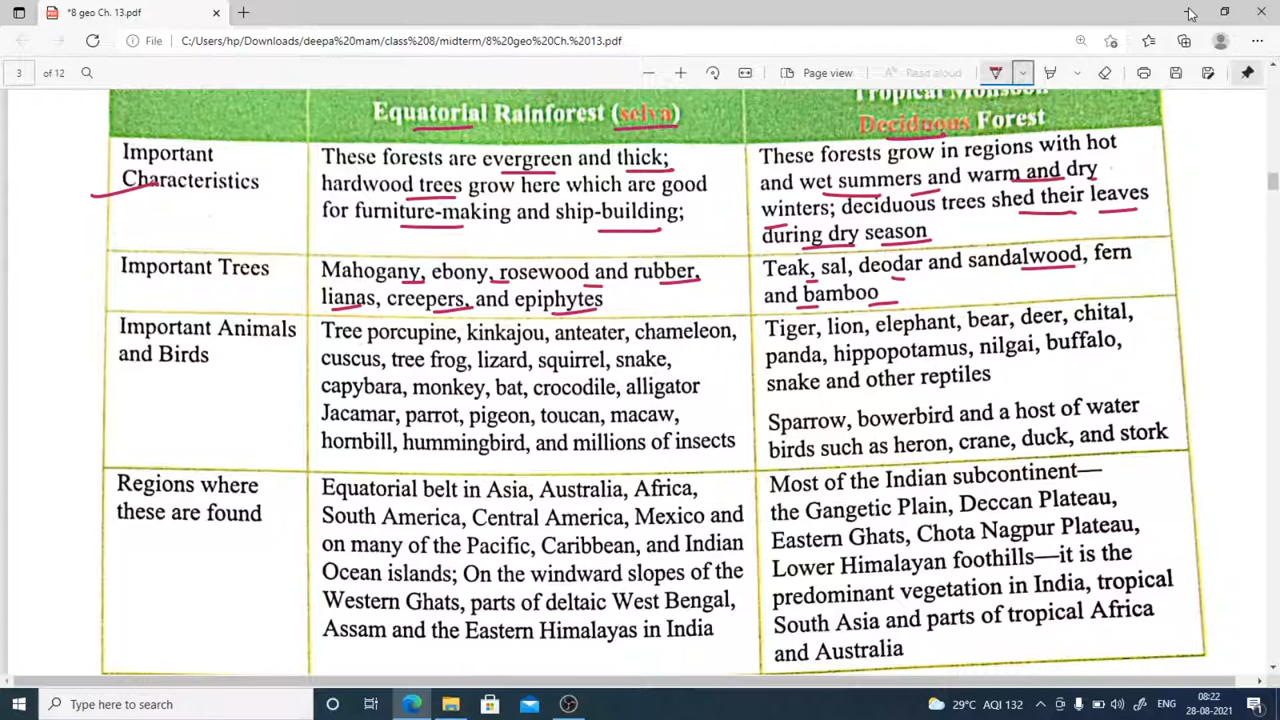 *8 geo Ch. 13.pdf
File
C:/Users/hp/Downloads/deepa%20mam/class%208/midterm/8%20geo%20Ch.%2013.pdf
3
of 12
Page view
Read aloud
Equatorial Rainforest (selva)
Tropical Monsoon
Deciduous Forest
Important
Characteristics
These forests are evergreen and thick;
hardwood trees grow here which are good
for furniture-making and ship-building;
These forests grow in regions with hot
and wet summers and warm and dry
winters; deciduous trees shed their leaves
during dry season
Important Trees
Mahogany, ebony, rosewood and rubber,
lianas, creepers, and epiphytes
Teak, sal, deodar and sandalwood, fern
and bamboo
Important Animals
and Birds
Tree porcupine, kinkajou, anteater, chameleon,
cuscus, tree frog, lizard, squirrel, snake,
capybara, monkey, bat, crocodile, alligator
Jacamar, parrot, pigeon, toucan, macaw,
hornbill, hummingbird, and millions of insects
Tiger, lion, elephant, bear, deer, chital,
panda, hippopotamus, nilgai, buffalo,
snake and other reptiles
Sparrow, bowerbird and a host of water
birds such as heron, crane, duck, and stork
Regions where
these are found
Equatorial belt in Asia, Australia, Africa,
South America, Central America, Mexico and
on many of the Pacific, Caribbean, and Indian
Ocean islands; On the windward slopes of the
Western Ghats, parts of deltaic West Bengal,
Assam and the Eastern Himalayas in India
Most of the Indian subcontinent—
the Gangetic Plain, Deccan Plateau,
Eastern Ghats, Chota Nagpur Plateau,
Lower Himalayan foothills—it is the
predominant vegetation in India, tropical
South Asia and parts of tropical Africa
and Australia
Type here to search
29°C AQI 132
ENG
08:22
28-08-2021